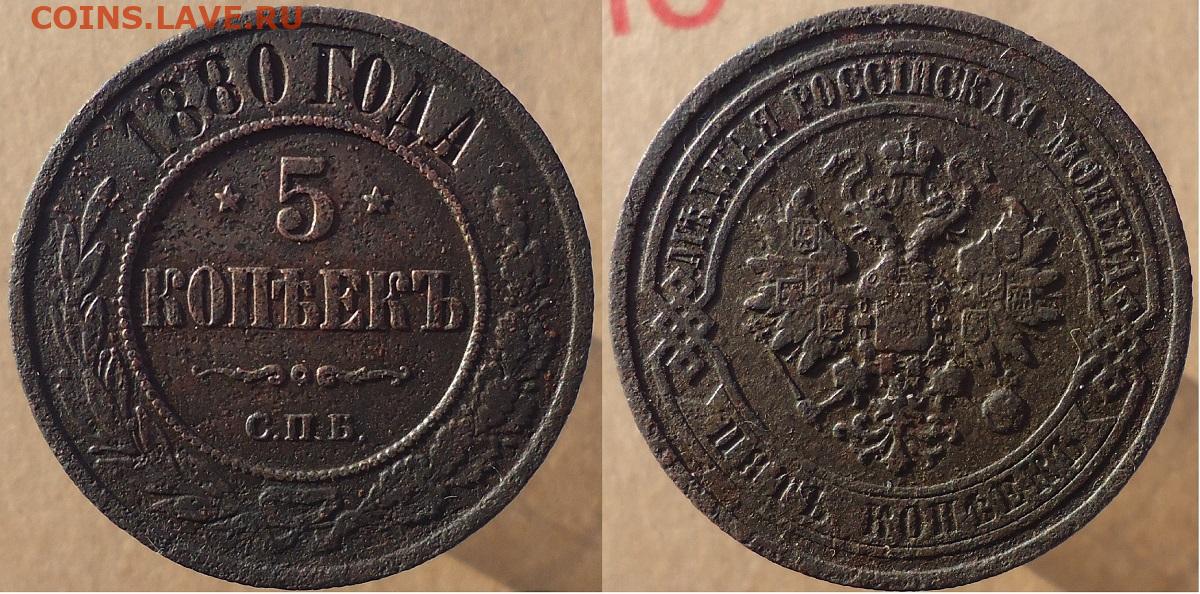 COINS.LAVE.RU
1880 ГОДА
5
КОПѢЕКЪ
С.П.Б.
МѢДНАЯ РОССІЙСКАЯ МОНЕТА
ПЯТЬ КОПѢЕКЪ